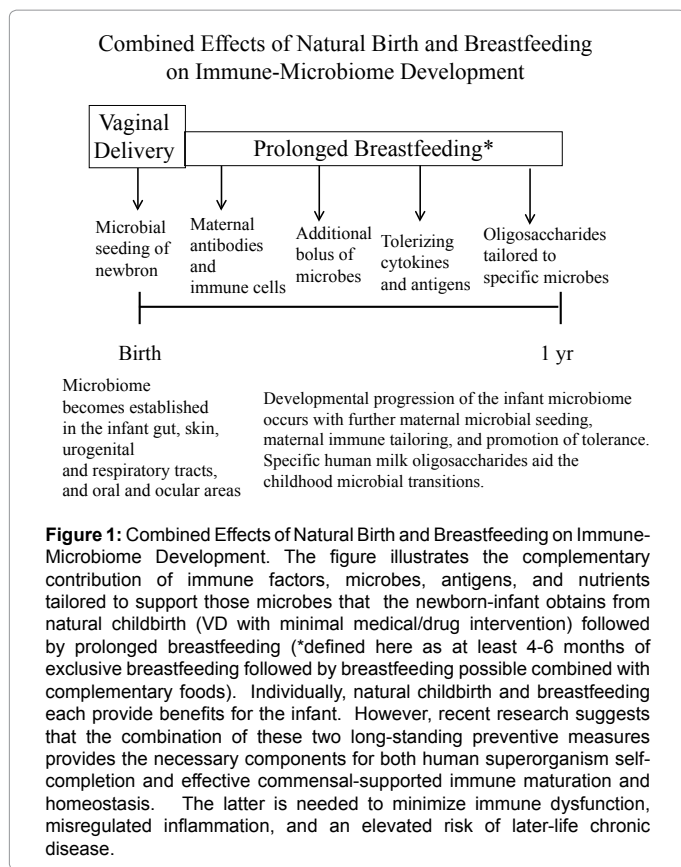 Combined Effects of Natural Birth and Breastfeeding
on Immune-Microbiome Development
Vaginal
Delivery
Prolonged Breastfeeding*
Microbial
seeding of
newbron
Maternal
antibodies
and
immune cells
Additional
bolus of
microbes
Tolerizing
cytokines
and antigens
Oligosaccharides
tailored to
specific microbes
Birth
1 yr
Microbiome
becomes established
in the infant gut, skin,
urogenital
and respiratory tracts,
and oral and ocular areas
Developmental progression of the infant microbiome
occurs with further maternal microbial seeding,
maternal immune tailoring, and promotion of tolerance.
Specific human milk oligosaccharides aid the
childhood microbial transitions.
Figure 1: Combined Effects of Natural Birth and Breastfeeding on Immune-
Microbiome Development. The figure illustrates the complementary
contribution of immune factors, microbes, antigens, and nutrients
tailored to support those microbes that the newborn-infant obtains from
natural childbirth (VD with minimal medical/drug intervention) followed
by prolonged breastfeeding (*defined here as at least 4-6 months of
exclusive breastfeeding followed by breastfeeding possible combined with
complementary foods). Individually, natural childbirth and breastfeeding
each provide benefits for the infant. However, recent research suggests
that the combination of these two long-standing preventive measures
provides the necessary components for both human superorganism self-
completion and effective commensal-supported immune maturation and
homeostasis. The latter is needed to minimize immune dysfunction,
misregulated inflammation, and an elevated risk of later-life chronic
disease.